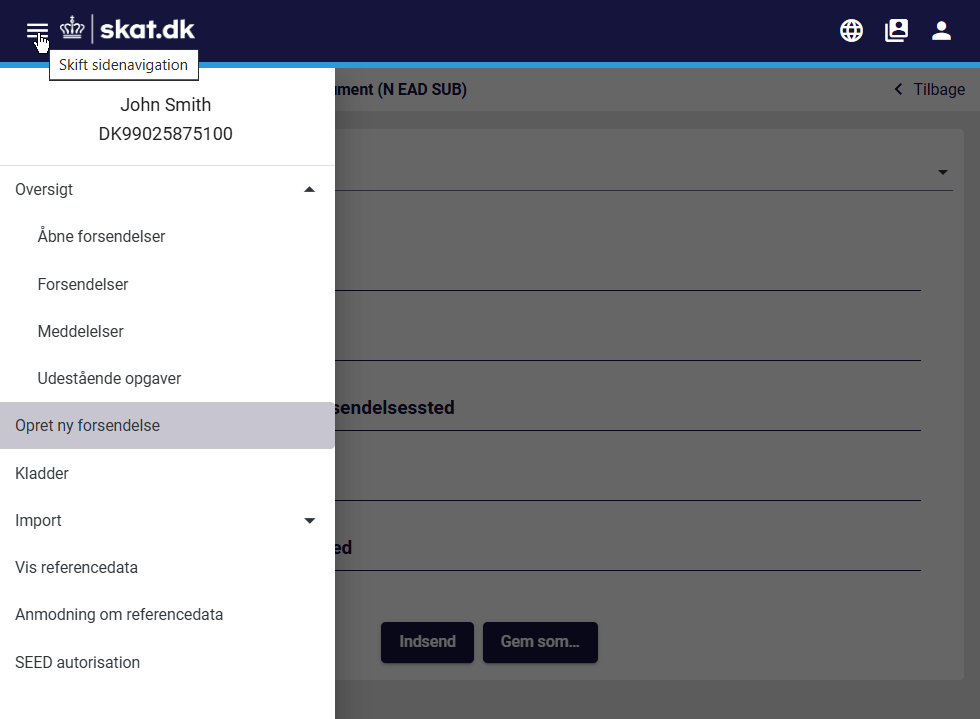 skat.dk
Skift sidenavigation
ument (N EAD SUB)
Tilbage
John Smith
DK99025875100
Oversigt
Åbne forsendelser
Forsendelser
Meddelelser
Udestående opgaver
Opret ny forsendelse
Kladder
Import
Vis referencedata
Anmodning om referencedata
SEED autorisation
sendelsessted
ed
Indsend
Gem som...